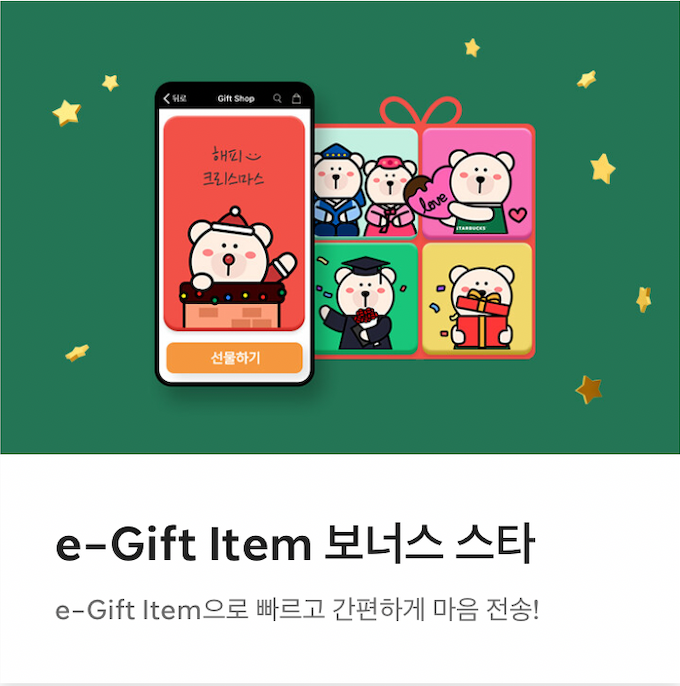 뒤로 Gift Shop
해피
크리스마스
love
STARBUCKS
선물하기
e-Gift Item 보너스 스타
e-Gift Item으로 빠르고 간편하게 마음 전송!